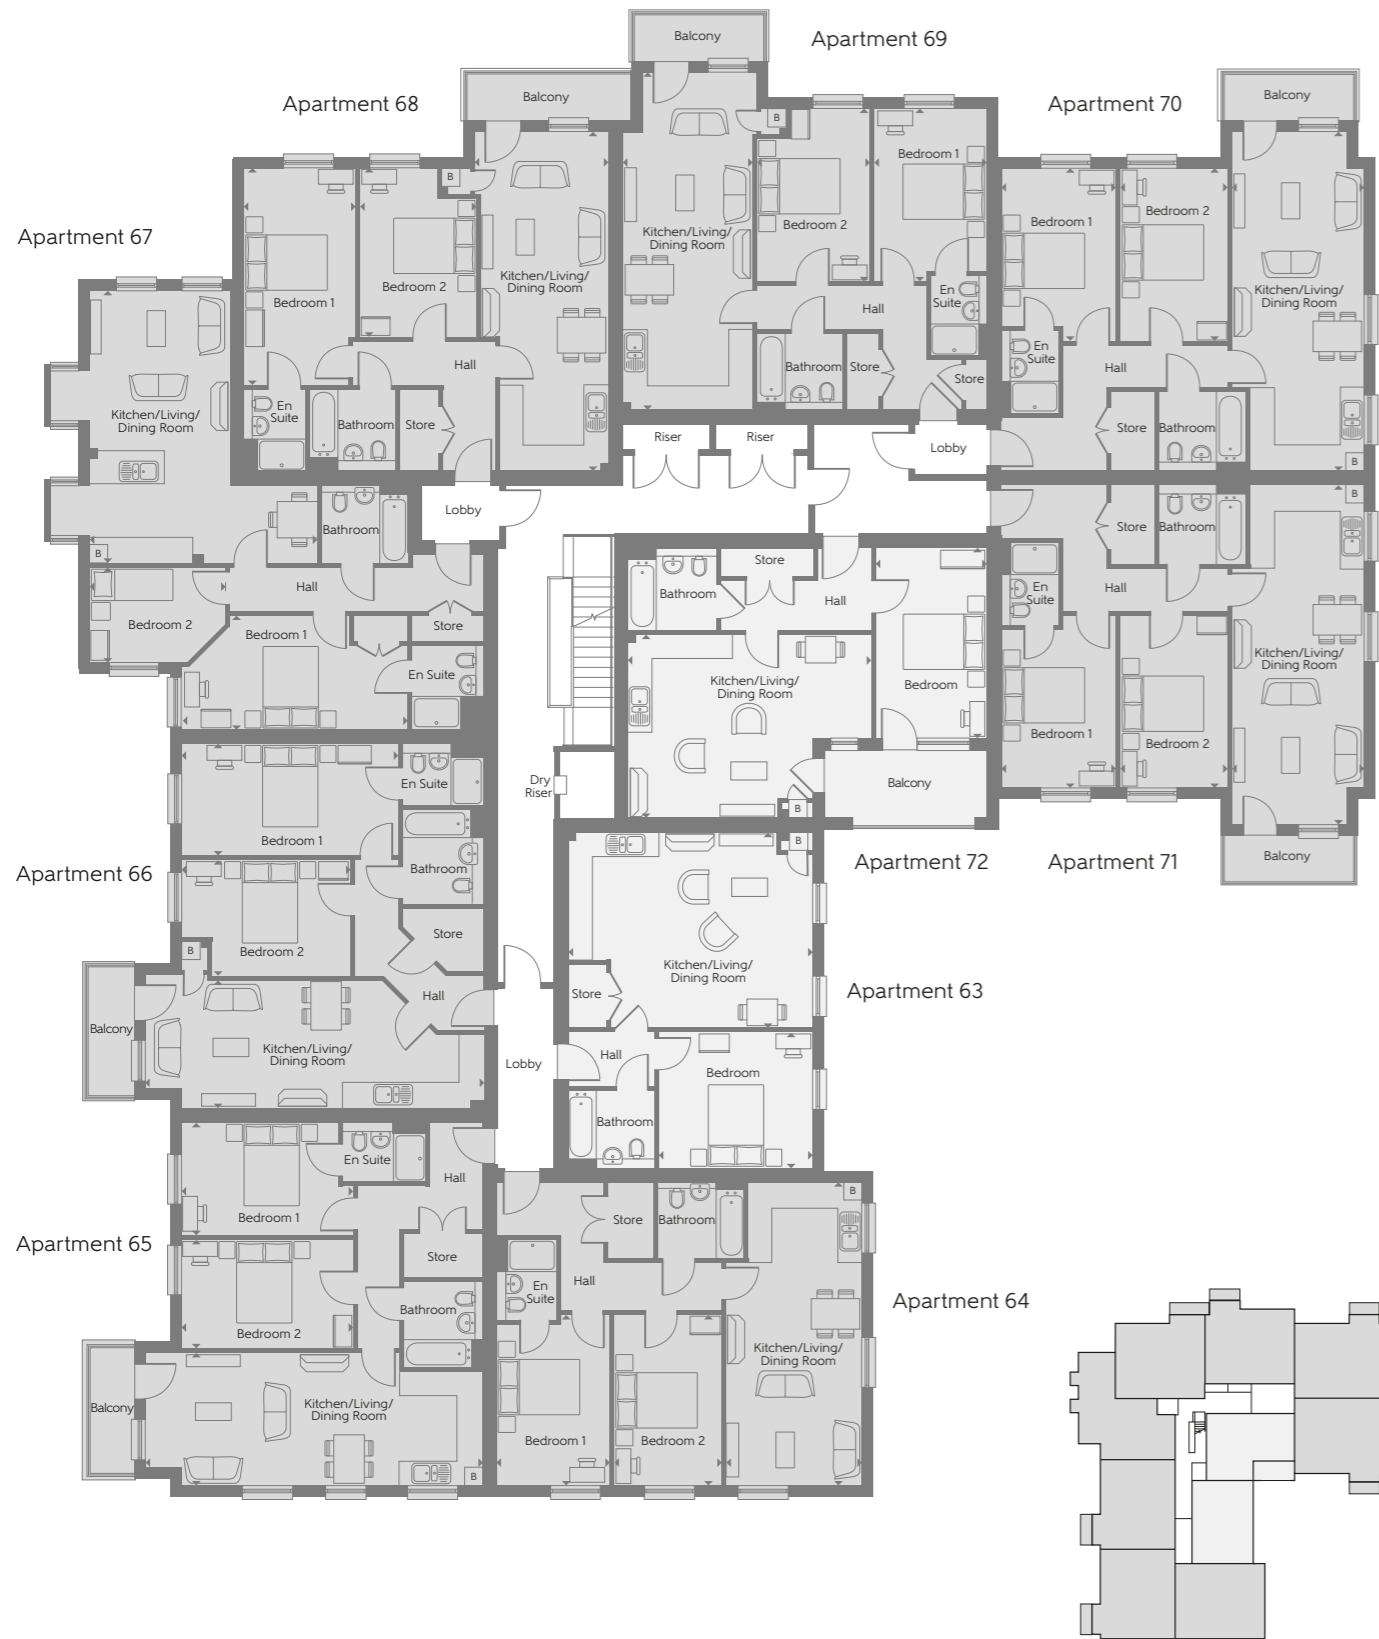 Balcony
Apartment 69
Apartment 68
Balcony
Apartment 70
Balcony
B
Bedroom 1
B
Bedroom 2
Kitchen/Living/
Dining Room
Bedroom 1
Bedroom 2
Apartment 67
Kitchen/Living/
Dining Room
Bedroom 1
Bedroom 2
Kitchen/Living/
Dining Room
En
Suite
Hall
En
Suite
Hall
Hall
Bathroom
Store
Store
Kitchen/Living/
Dining Room
En
Suite
Bathroom
Store
Store
Bathroom
Riser
Riser
Lobby
B
Lobby
Bathroom
B
Store
Bathroom
B
Store
Bathroom
Hall
Hall
Hall
En
Suite
Bedroom 2
Bedroom 1
Store
En Suite
Kitchen/Living/
Dining Room
Bedroom
Kitchen/Living/
Dining Room
Bedroom 1
Bedroom 2
Dry
Riser
Balcony
B
En Suite
Bedroom 1
B
Apartment 72
Apartment 71
Balcony
Apartment 66
Bathroom
Store
Bedroom 2
B
Kitchen/Living/
Dining Room
Store
Apartment 63
Hall
Balcony
Kitchen/Living/
Dining Room
Lobby
Hall
Bedroom
Bathroom
En Suite
Hall
Bedroom 1
Store
Bathroom
B
Apartment 65
Store
Hall
En
Suite
Apartment 64
Bathroom
Bedroom 2
Kitchen/Living/
Dining Room
Balcony
Kitchen/Living/
Dining Room
Bedroom 1
Bedroom 2
B